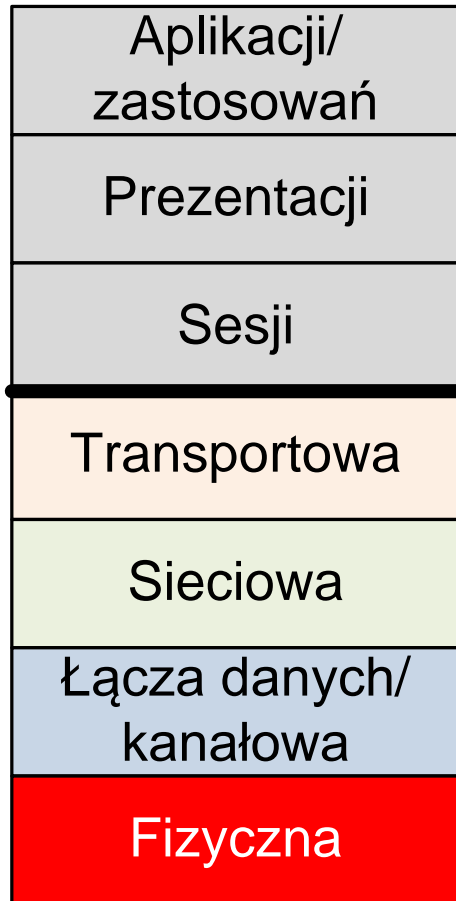 Aplikacji/
zastosowań
Prezentacji
Sesji
Transportowa
Sieciowa
Łącza danych/
kanałowa
Fizyczna